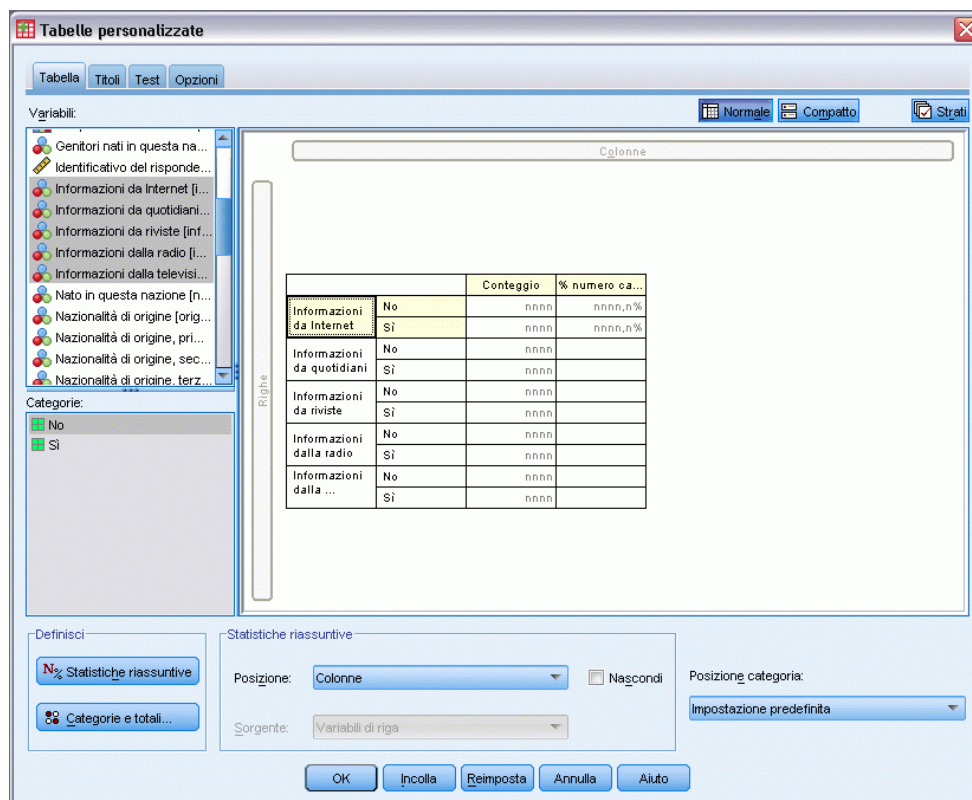 Tabelle personalizzate
Tabella Titoli Test Opzioni
Variabili:
Normale Compatto Strati
Genitori nati in questa na...
Identificativo del risponde...
Informazioni da Internet [i...
Informazioni da quotidiani...
Informazioni da riviste [inf...
Informazioni dalla radio [i...
Informazioni dalla televisi...
Nato in questa nazione [n...
Nazionalità di origine [orig...
Nazionalità di origine, pri...
Nazionalità di origine, sec...
Nazionalità di origine, terz...
Categorie:
No
Sì
Colonne
Righe
Conteggio % numero ca...
Informazioni da Internet No nnnn nnnn,n%
Sì nnnn nnnn,n%
Informazioni da quotidiani No nnnn
Sì nnnn
Informazioni da riviste No nnnn
Sì nnnn
Informazioni dalla radio No nnnn
Sì nnnn
Informazioni dalla ... No nnnn
Sì nnnn
Definisci
N% Statistiche riassuntive
Categorie e totali...
Statistiche riassuntive
Posizione: Colonne Nascondi
Sorgente: Variabili di riga
Posizione categoria:
Impostazione predefinita
OK Incolla Reimposta Annulla Aiuto